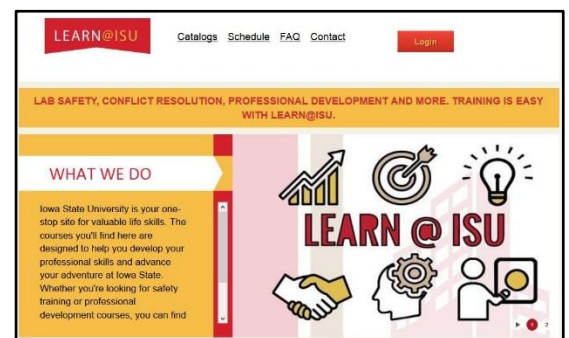 LEARN@ISU
Catalogs Schedule FAQ Contact
Login
LAB SAFETY, CONFLICT RESOLUTION, PROFESSIONAL DEVELOPMENT AND MORE. TRAINING IS EASY
WITH LEARN@ISU.
WHAT WE DO
Iowa State University is your one-
stop site for valuable life skills. The
courses you'll find here are
designed to help you develop your
professional skills and advance
your adventure at Iowa State.
Whether you're looking for safety
training or professional
development courses, you can find
LEARN @ ISU
1 2